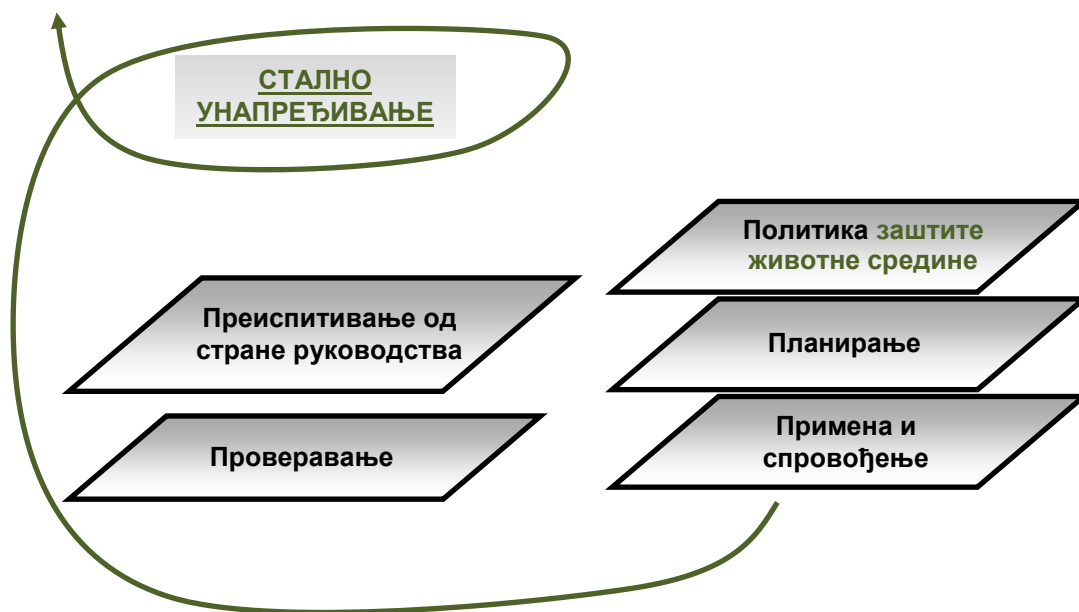 СТАЛНО
УНАПРЕЂИВАЊЕ
Политика заштите
животне средине
Преиспитивање од
стране руководства
Планирање
Проверавање
Примена и
спровођење